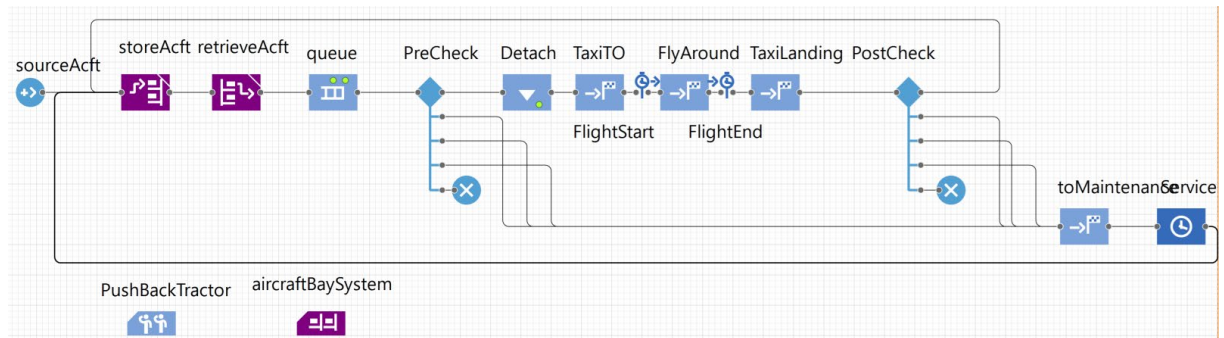 sourceAcft
storeAcft
retrieveAcft
queue
PreCheck
Detach
TaxiTO
FlyAround
TaxiLanding
PostCheck
FlightStart
FlightEnd
toMaintenance
Service
PushBackTractor
aircraftBaySystem